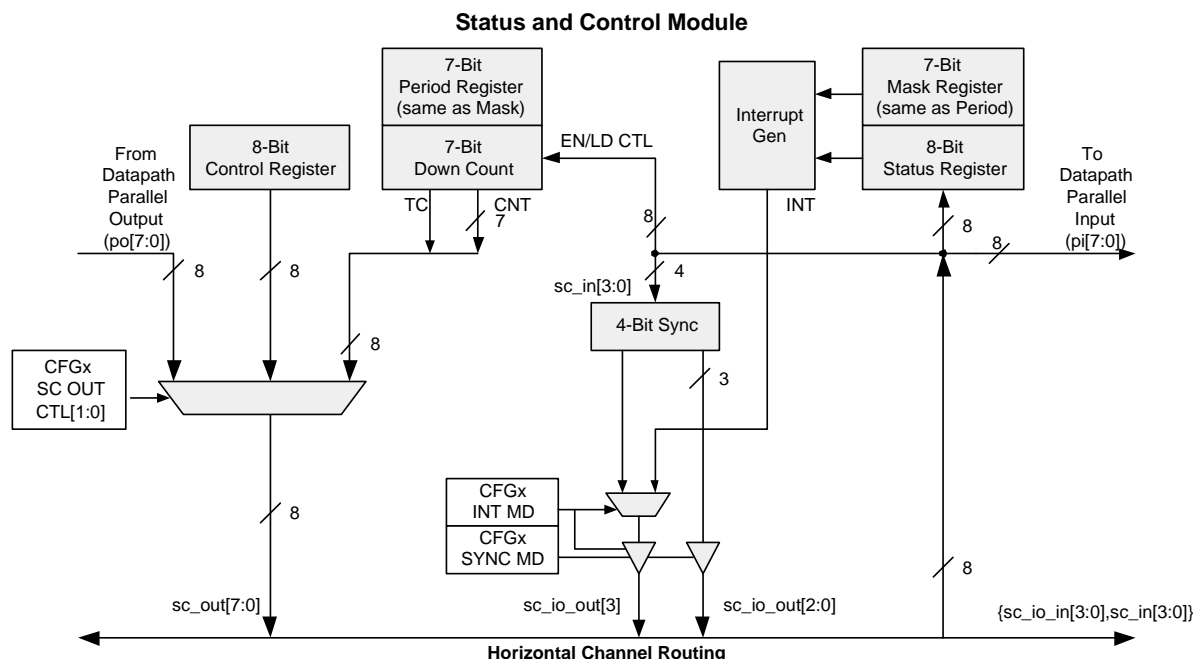 Status and Control Module
7-Bit
Period Register
(same as Mask)
7-Bit
Down Count
8-Bit
Control Register
From
Datapath
Parallel
Output
(po[7:0])
TC
CNT
7
EN/LD CTL
Interrupt
Gen
INT
7-Bit
Mask Register
(same as Period)
8-Bit
Status Register
To
Datapath
Parallel
Input
(pi[7:0])
8
8
8
8
8
8
4
sc_in[3:0]
4-Bit Sync
3
CFGx
SC OUT
CTL[1:0]
8
CFGx
INT MD
CFGx
SYNC MD
8
sc_out[7:0]
sc_io_out[3]
sc_io_out[2:0]
{sc_io_in[3:0],sc_in[3:0]}
Horizontal Channel Routing